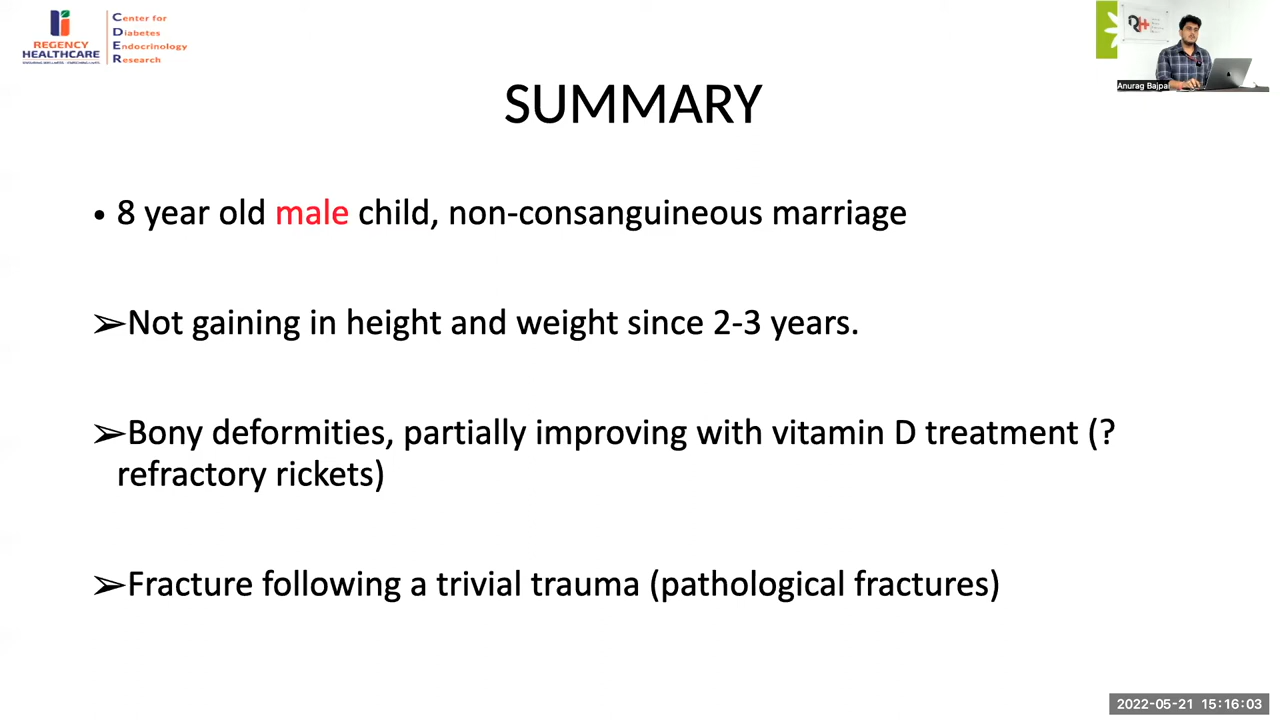 REGENCY
HEALTHCARE
Center for
Diabetes
Endocrinology
Research
Anurag Bajpai
SUMMARY
• 8 year old male child, non-consanguineous marriage
➢Not gaining in height and weight since 2-3 years.
➢Bony deformities, partially improving with vitamin D treatment (?
refractory rickets)
➢Fracture following a trivial trauma (pathological fractures)
2022-05-21 15:16:03